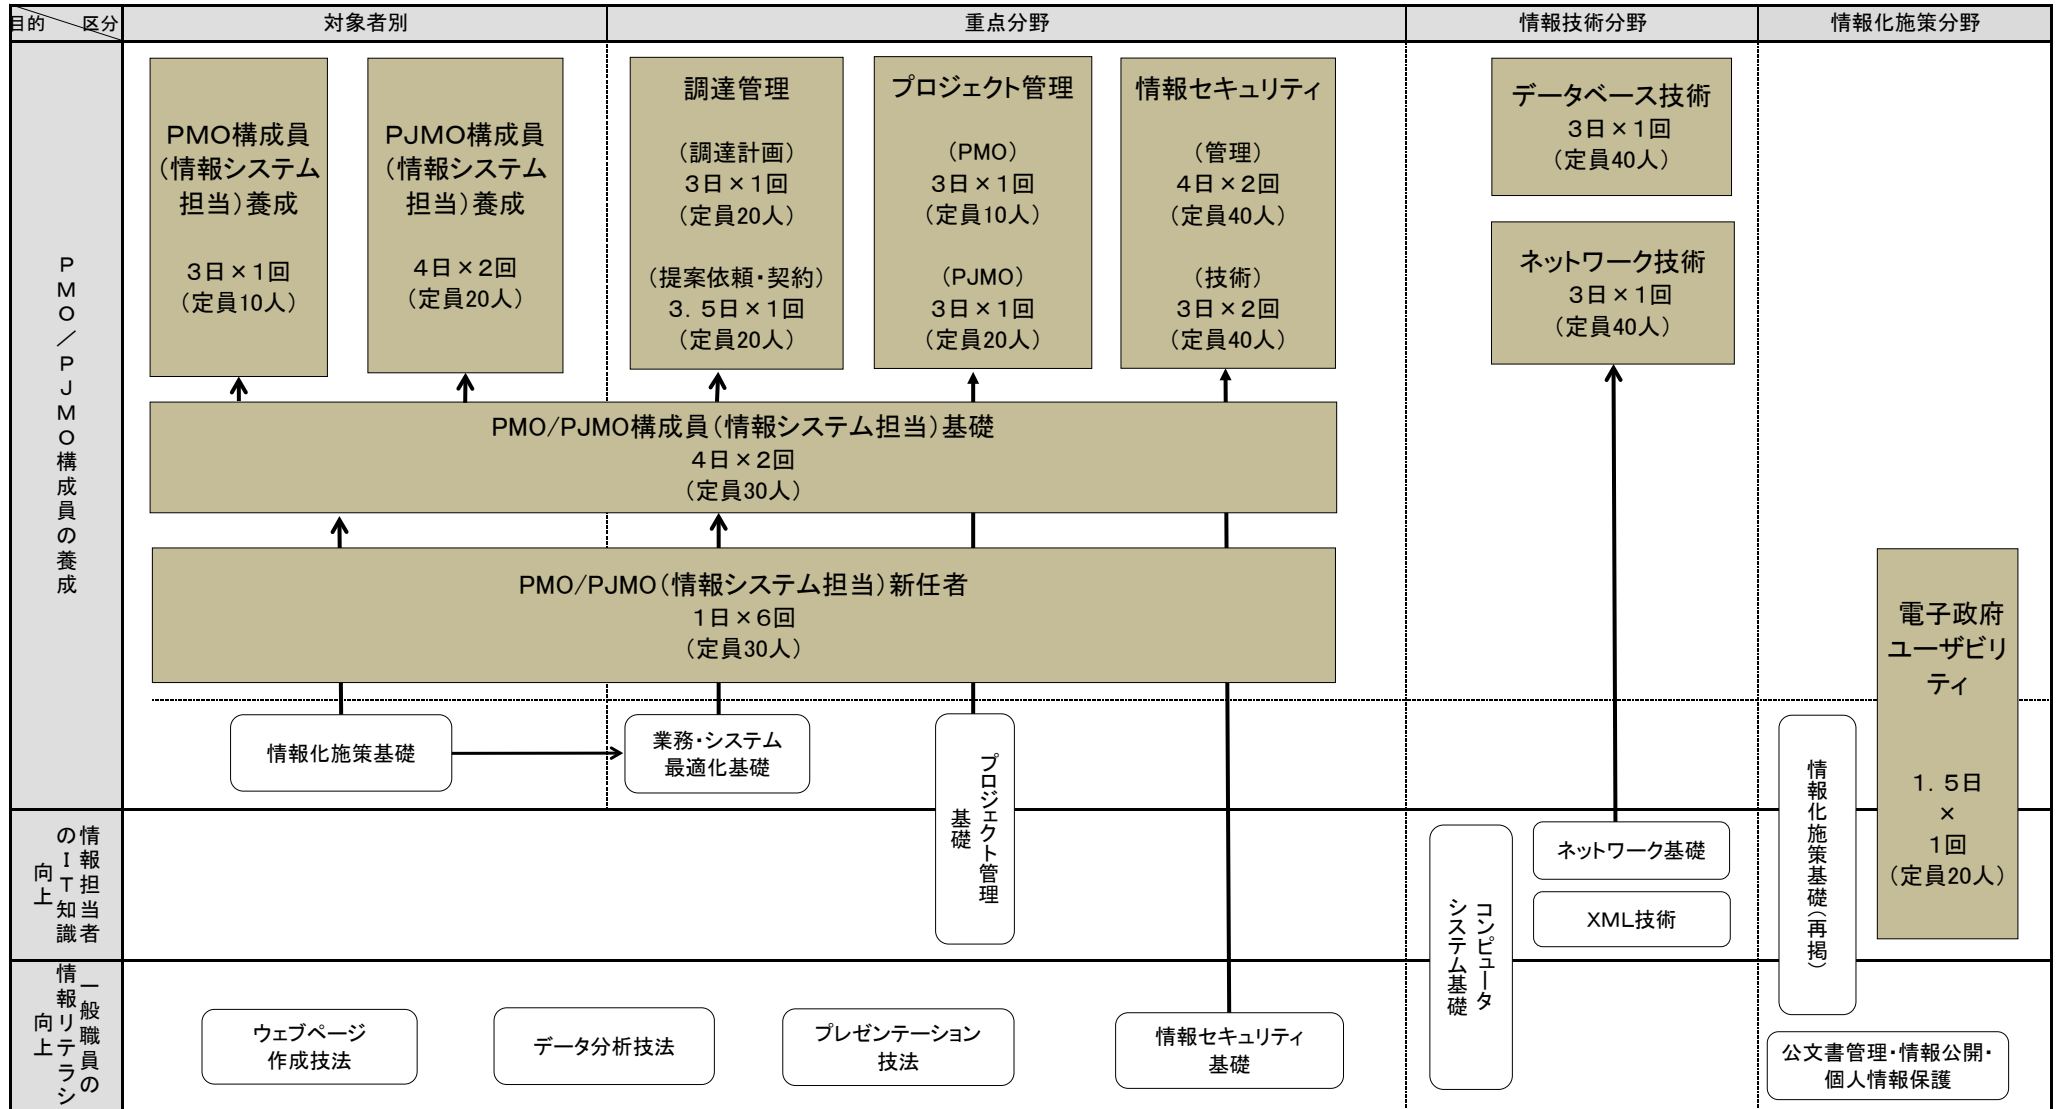 目的
区分
対象者別
重点分野
情報技術分野
情報化施策分野
PMO／PJMO構成員の養成
PMO構成員
（情報システム
担当）養成
3日×1回
（定員10人）
PJMO構成員
（情報システム
担当）養成
4日×2回
（定員20人）
調達管理
（調達計画）
3日×1回
（定員20人）
（提案依頼・契約）
3．5日×1回
（定員20人）
プロジェクト管理
（PMO）
3日×1回
（定員10人）
（PJMO）
3日×1回
（定員20人）
情報セキュリティ
（管理）
4日×2回
（定員40人）
（技術）
3日×2回
（定員40人）
データベース技術
3日×1回
（定員40人）
ネットワーク技術
3日×1回
（定員40人）
PMO/PJMO構成員（情報システム担当）基礎
4日×2回
（定員30人）
PMO/PJMO（情報システム担当）新任者
1日×6回
（定員30人）
電子政府
ユーザビリ
ティ
1．5日
×
1回
（定員20人）
情報化施策基礎
業務・システム
最適化基礎
プロジェクト管理
基礎
情報化施策基礎（再掲）
情報担当者
のIT知識
向上
コンピュータ
システム基礎
ネットワーク基礎
XML技術
一般職員の
情報リテラシ
向上
ウェブページ
作成技法
データ分析技法
プレゼンテーション
技法
情報セキュリティ
基礎
公文書管理・情報公開・
個人情報保護